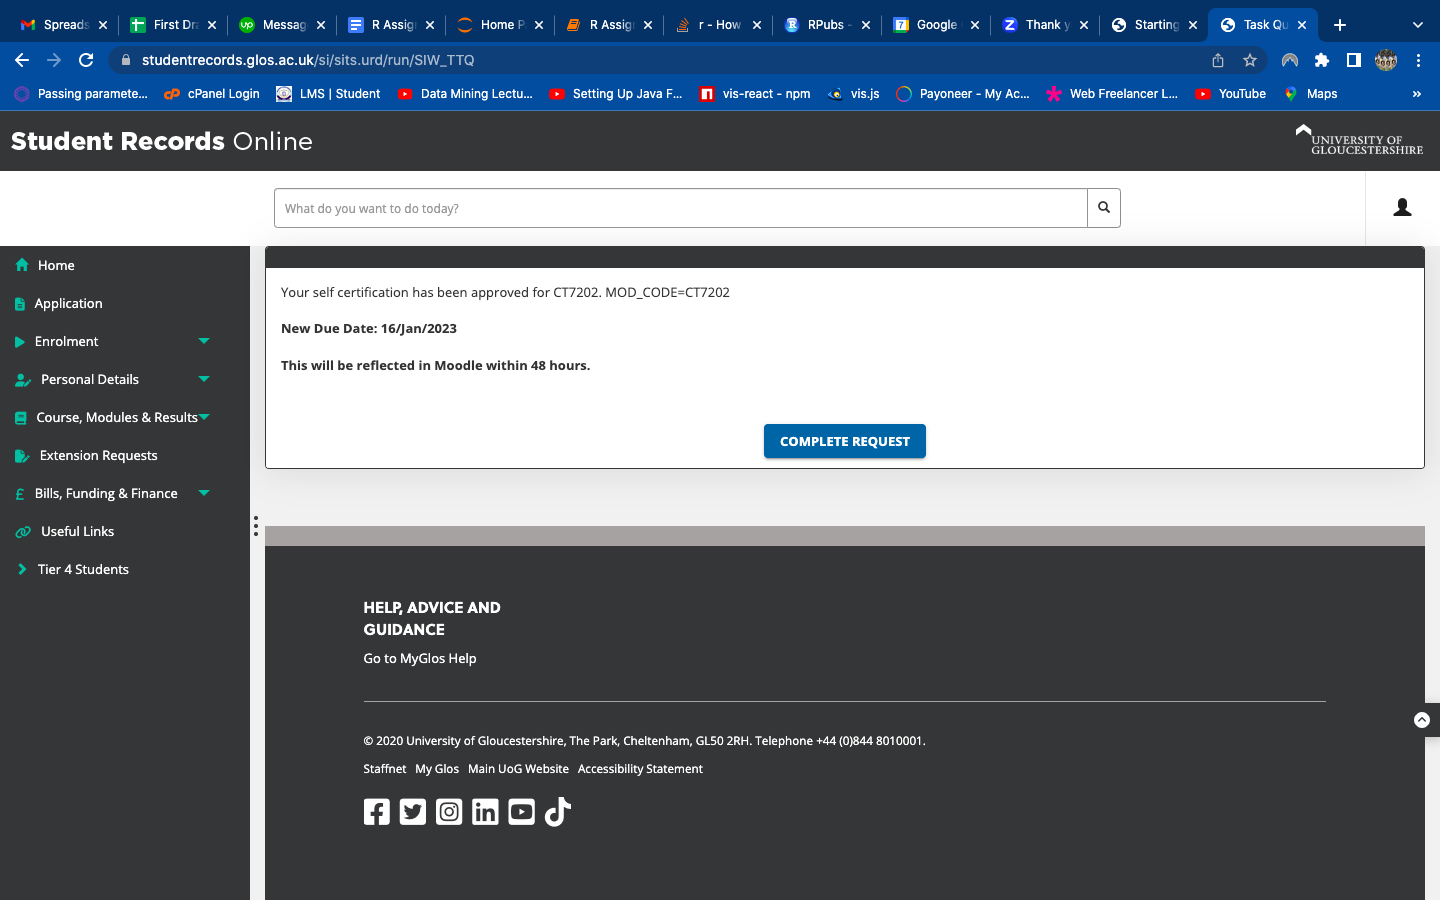 Spreads
First Dra
Messag
R Assig
Home P
R Assig
r - How
RPubs -
Google
Thank y
Starting
Task Qu
studentrecords.glos.ac.uk/si/sits.urd/run/SIW_TTQ
Passing paramete...
cPanel Login
LMS | Student
Data Mining Lectu...
Setting Up Java F...
vis-react - npm
vis.js
Payoneer - My Ac...
Web Freelancer L...
YouTube
Maps
»
Student Records Online
UNIVERSITY OF
GLOUCESTERSHIRE
What do you want to do today?
Home
Application
Enrolment
Personal Details
Course, Modules & Results
Extension Requests
£ Bills, Funding & Finance
Useful Links
Tier 4 Students
Your self certification has been approved for CT7202. MOD_CODE=CT7202
New Due Date: 16/Jan/2023
This will be reflected in Moodle within 48 hours.
COMPLETE REQUEST
HELP, ADVICE AND
GUIDANCE
Go to MyGlos Help
© 2020 University of Gloucestershire, The Park, Cheltenham, GL50 2RH. Telephone +44 (0)844 8010001.
Staffnet My Glos Main UoG Website Accessibility Statement